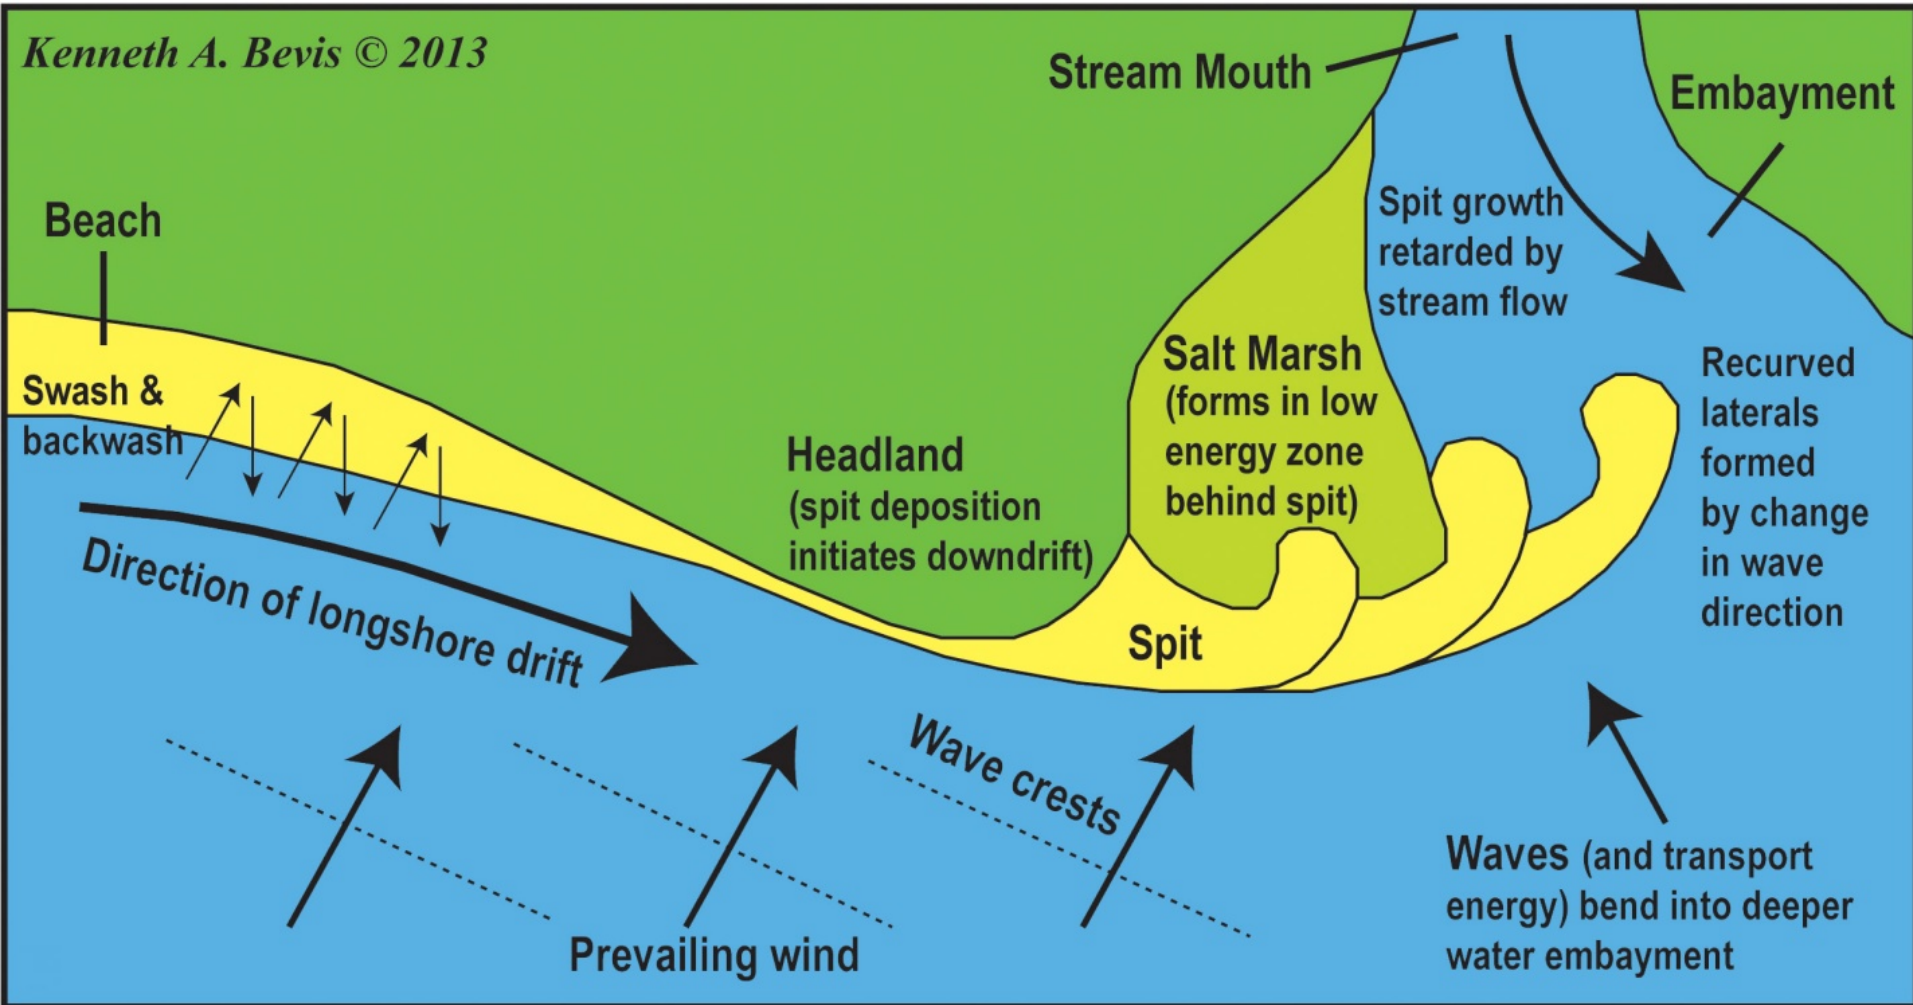 Kenneth A. Bevis © 2013
Stream Mouth
Embayment
Beach
Spit growth
retarded by
stream flow
Swash &
backwash
Salt Marsh
(forms in low
energy zone
behind spit)
Recurved
laterals
formed
by change
in wave
direction
Headland
(spit deposition
initiates downdrift)
Direction of longshore drift
Spit
Wave crests
Waves (and transport
energy) bend into deeper
water embayment
Prevailing wind